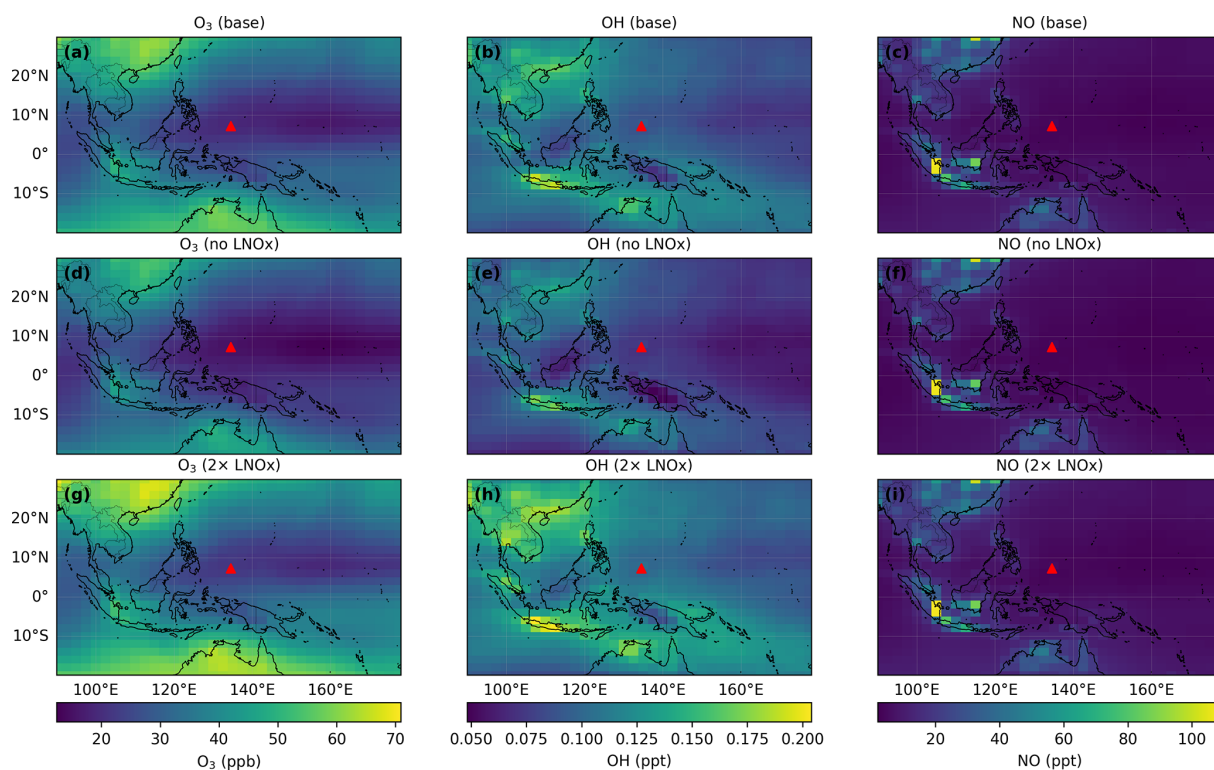 O₃ (base) OH (base) NO (base)
(a) (b) (c)
20°N
10°N
0°
10°S
O₃ (no LNOx) OH (no LNOx) NO (no LNOx)
(d) (e) (f)
20°N
10°N
0°
10°S
O₃ (2× LNOx) OH (2× LNOx) NO (2× LNOx)
(g) (h) (i)
20°N
10°N
0°
10°S
100°E 120°E 140°E 160°E 100°E 120°E 140°E 160°E 100°E 120°E 140°E 160°E
20 30 40 50 60 70 0.050 0.075 0.100 0.125 0.150 0.175 0.200 20 40 60 80 100
O₃ (ppb) OH (ppt) NO (ppt)